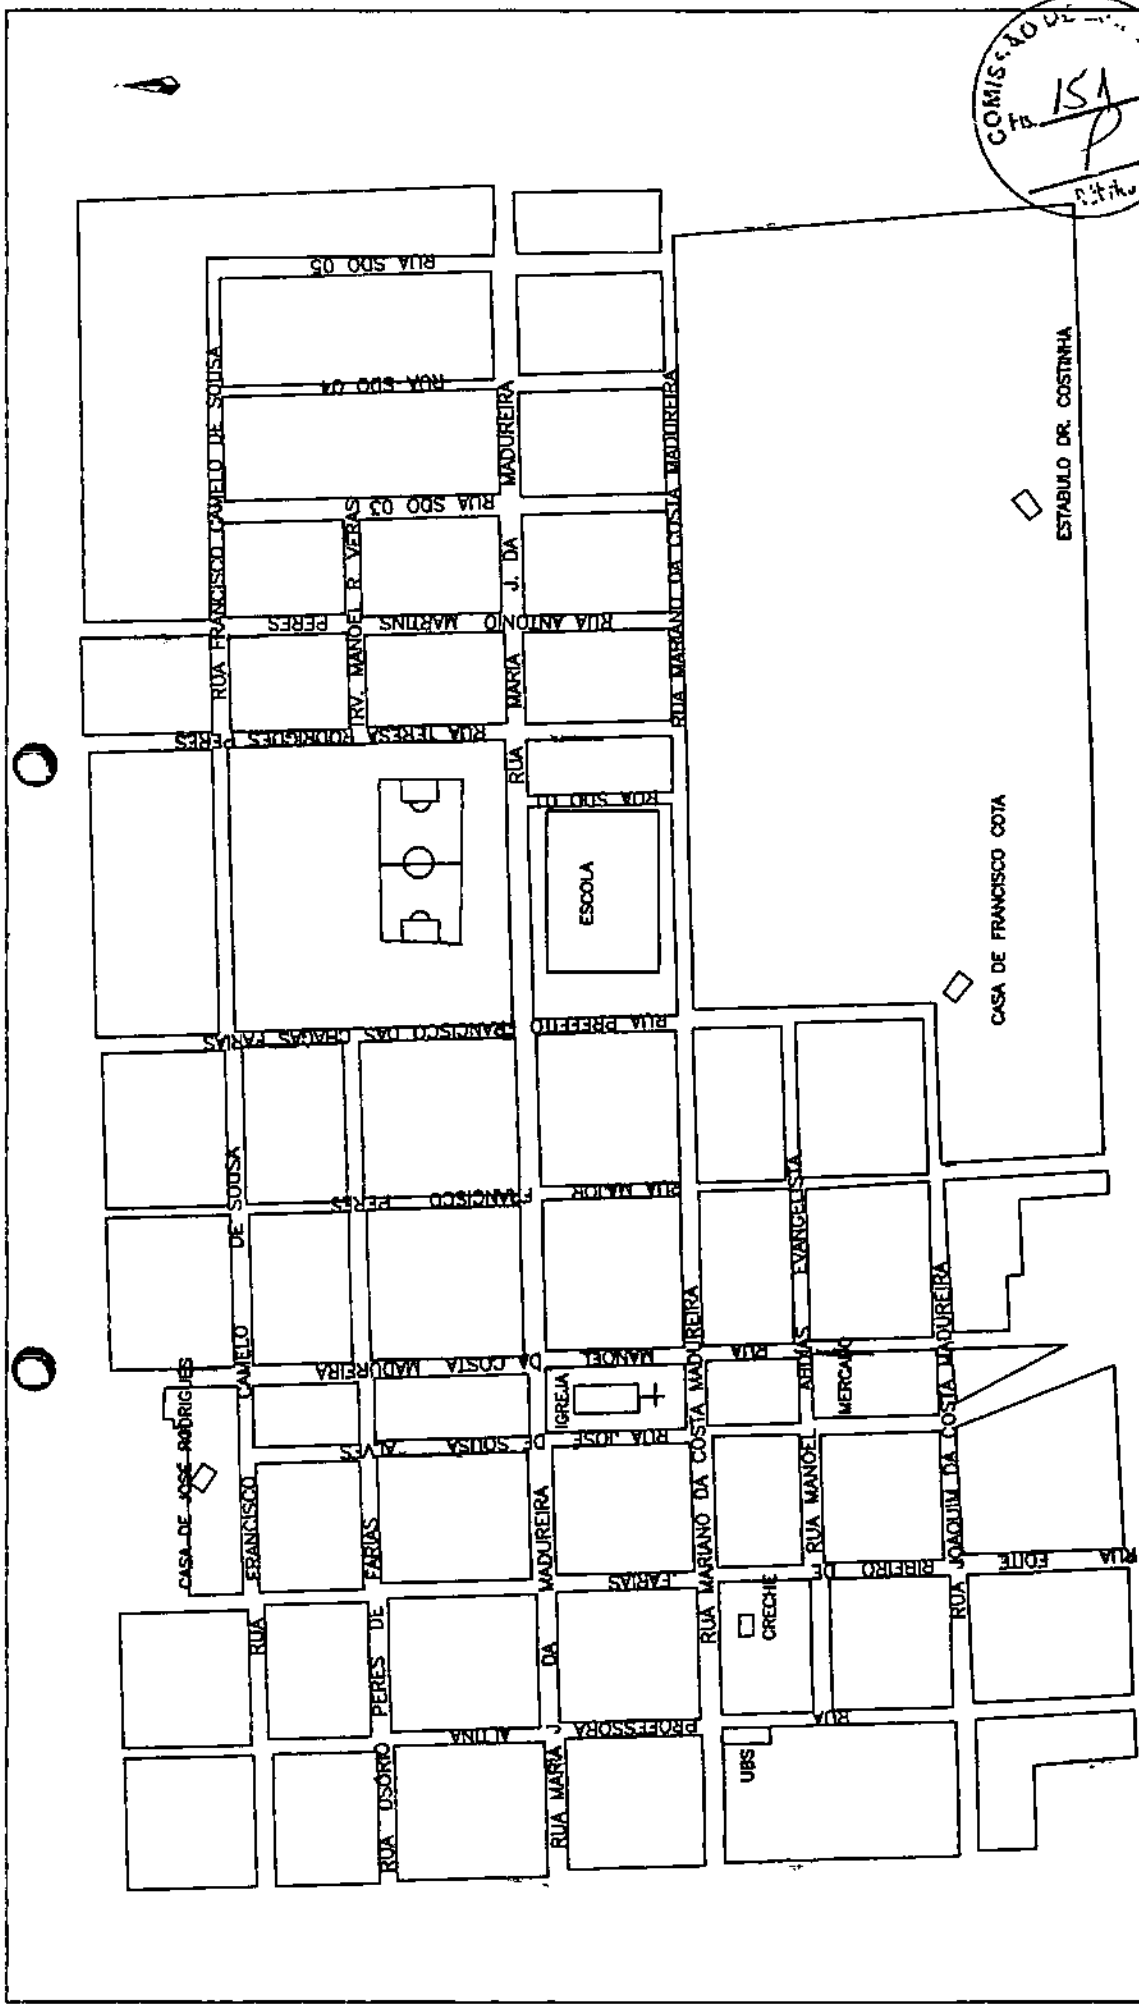 COMISSÃO DE
Fls. 151
RUA SDO 05
RUA SDO 04
RUA SDO 03
RUA FRANCISCO CAMELO DE SOUSA
TRV. MANOEL R VERAS
RUA ANTONIO MARTINS PERES
RUA TERESA RODRIGUES PERES
RUA MARIA J. DA MADUREIRA
RUA MARIANO DA COSTA MADUREIRA
ESTABULO DR. COSTINHA
RUA SDO 01
ESCOLA
CASA DE FRANCISCO COTA
RUA PREFEITO FRANCISCO DAS CHAGAS FARIAS
RUA MAJOR FRANCISCO PERES
RUA MANOEL DA COSTA MADUREIRA
CASA DE JOSÉ RODRIGUES
RUA FRANCISCO CAMELO DE SOUSA
IGREJA
RUA JOSE DE SOUSA ALVES
MERCADO
RUA MANOEL ABDIAS EVANGELISTA
RUA JOAQUIM DA COSTA MADUREIRA
RUA MARIANO DA COSTA MADUREIRA
RUA EDITE RIBEIRO DE FARIAS
CRECHE
RUA OSÓRIO PERES DE FARIAS
RUA MARIA J. DA MADUREIRA
RUA PROFESSORA ALTINA
UBS